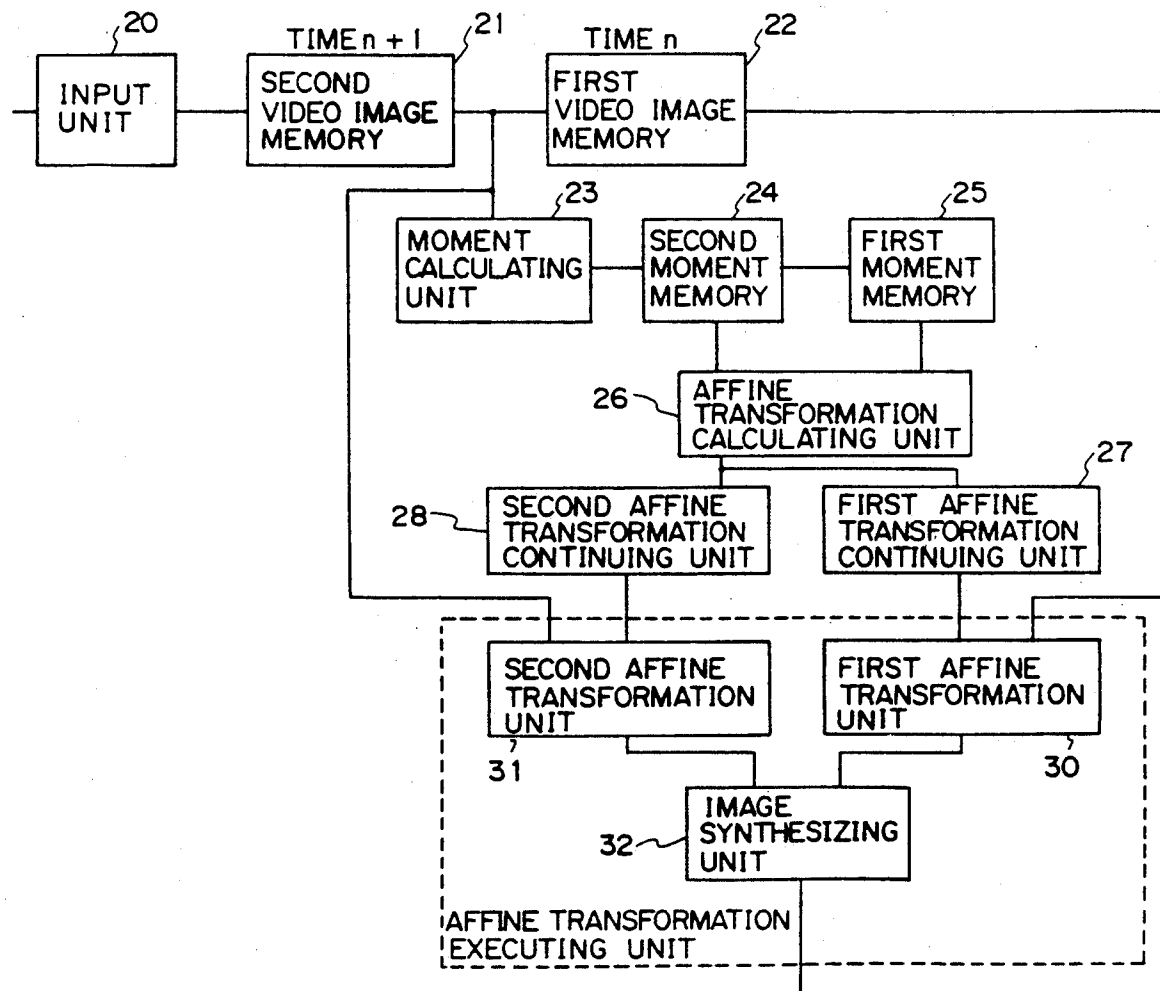 20
INPUT
UNIT
TIME n + 1
21
SECOND
VIDEO IMAGE
MEMORY
TIME n
22
FIRST
VIDEO IMAGE
MEMORY
23
MOMENT
CALCULATING
UNIT
24
SECOND
MOMENT
MEMORY
25
FIRST
MOMENT
MEMORY
26
AFFINE
TRANSFORMATION
CALCULATING UNIT
27
28
SECOND AFFINE
TRANSFORMATION
CONTINUING UNIT
FIRST AFFINE
TRANSFORMATION
CONTINUING UNIT
SECOND AFFINE
TRANSFORMATION
UNIT
31
FIRST AFFINE
TRANSFORMATION
UNIT
30
32
IMAGE
SYNTHESIZING
UNIT
AFFINE TRANSFORMATION
EXECUTING UNIT